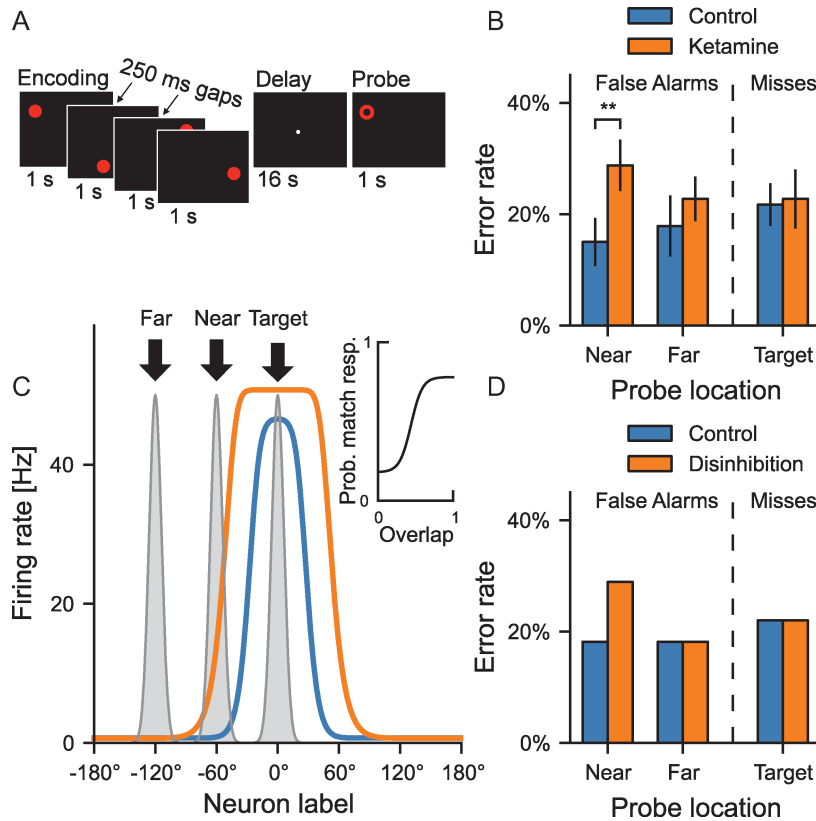 A
Encoding
250 ms gaps
Delay
Probe
1 s
1 s
1 s
1 s
16 s
1 s
B
Control
Ketamine
False Alarms
Misses
**
40%
20%
0%
Error rate
Near
Far
Target
Probe location
C
Far
Near
Target
Prob. match resp.
1
0
0
1
Overlap
Firing rate [Hz]
40
20
0
-180°
-120°
-60°
0°
60°
120°
180°
Neuron label
D
Control
Disinhibition
False Alarms
Misses
40%
20%
0%
Error rate
Near
Far
Target
Probe location